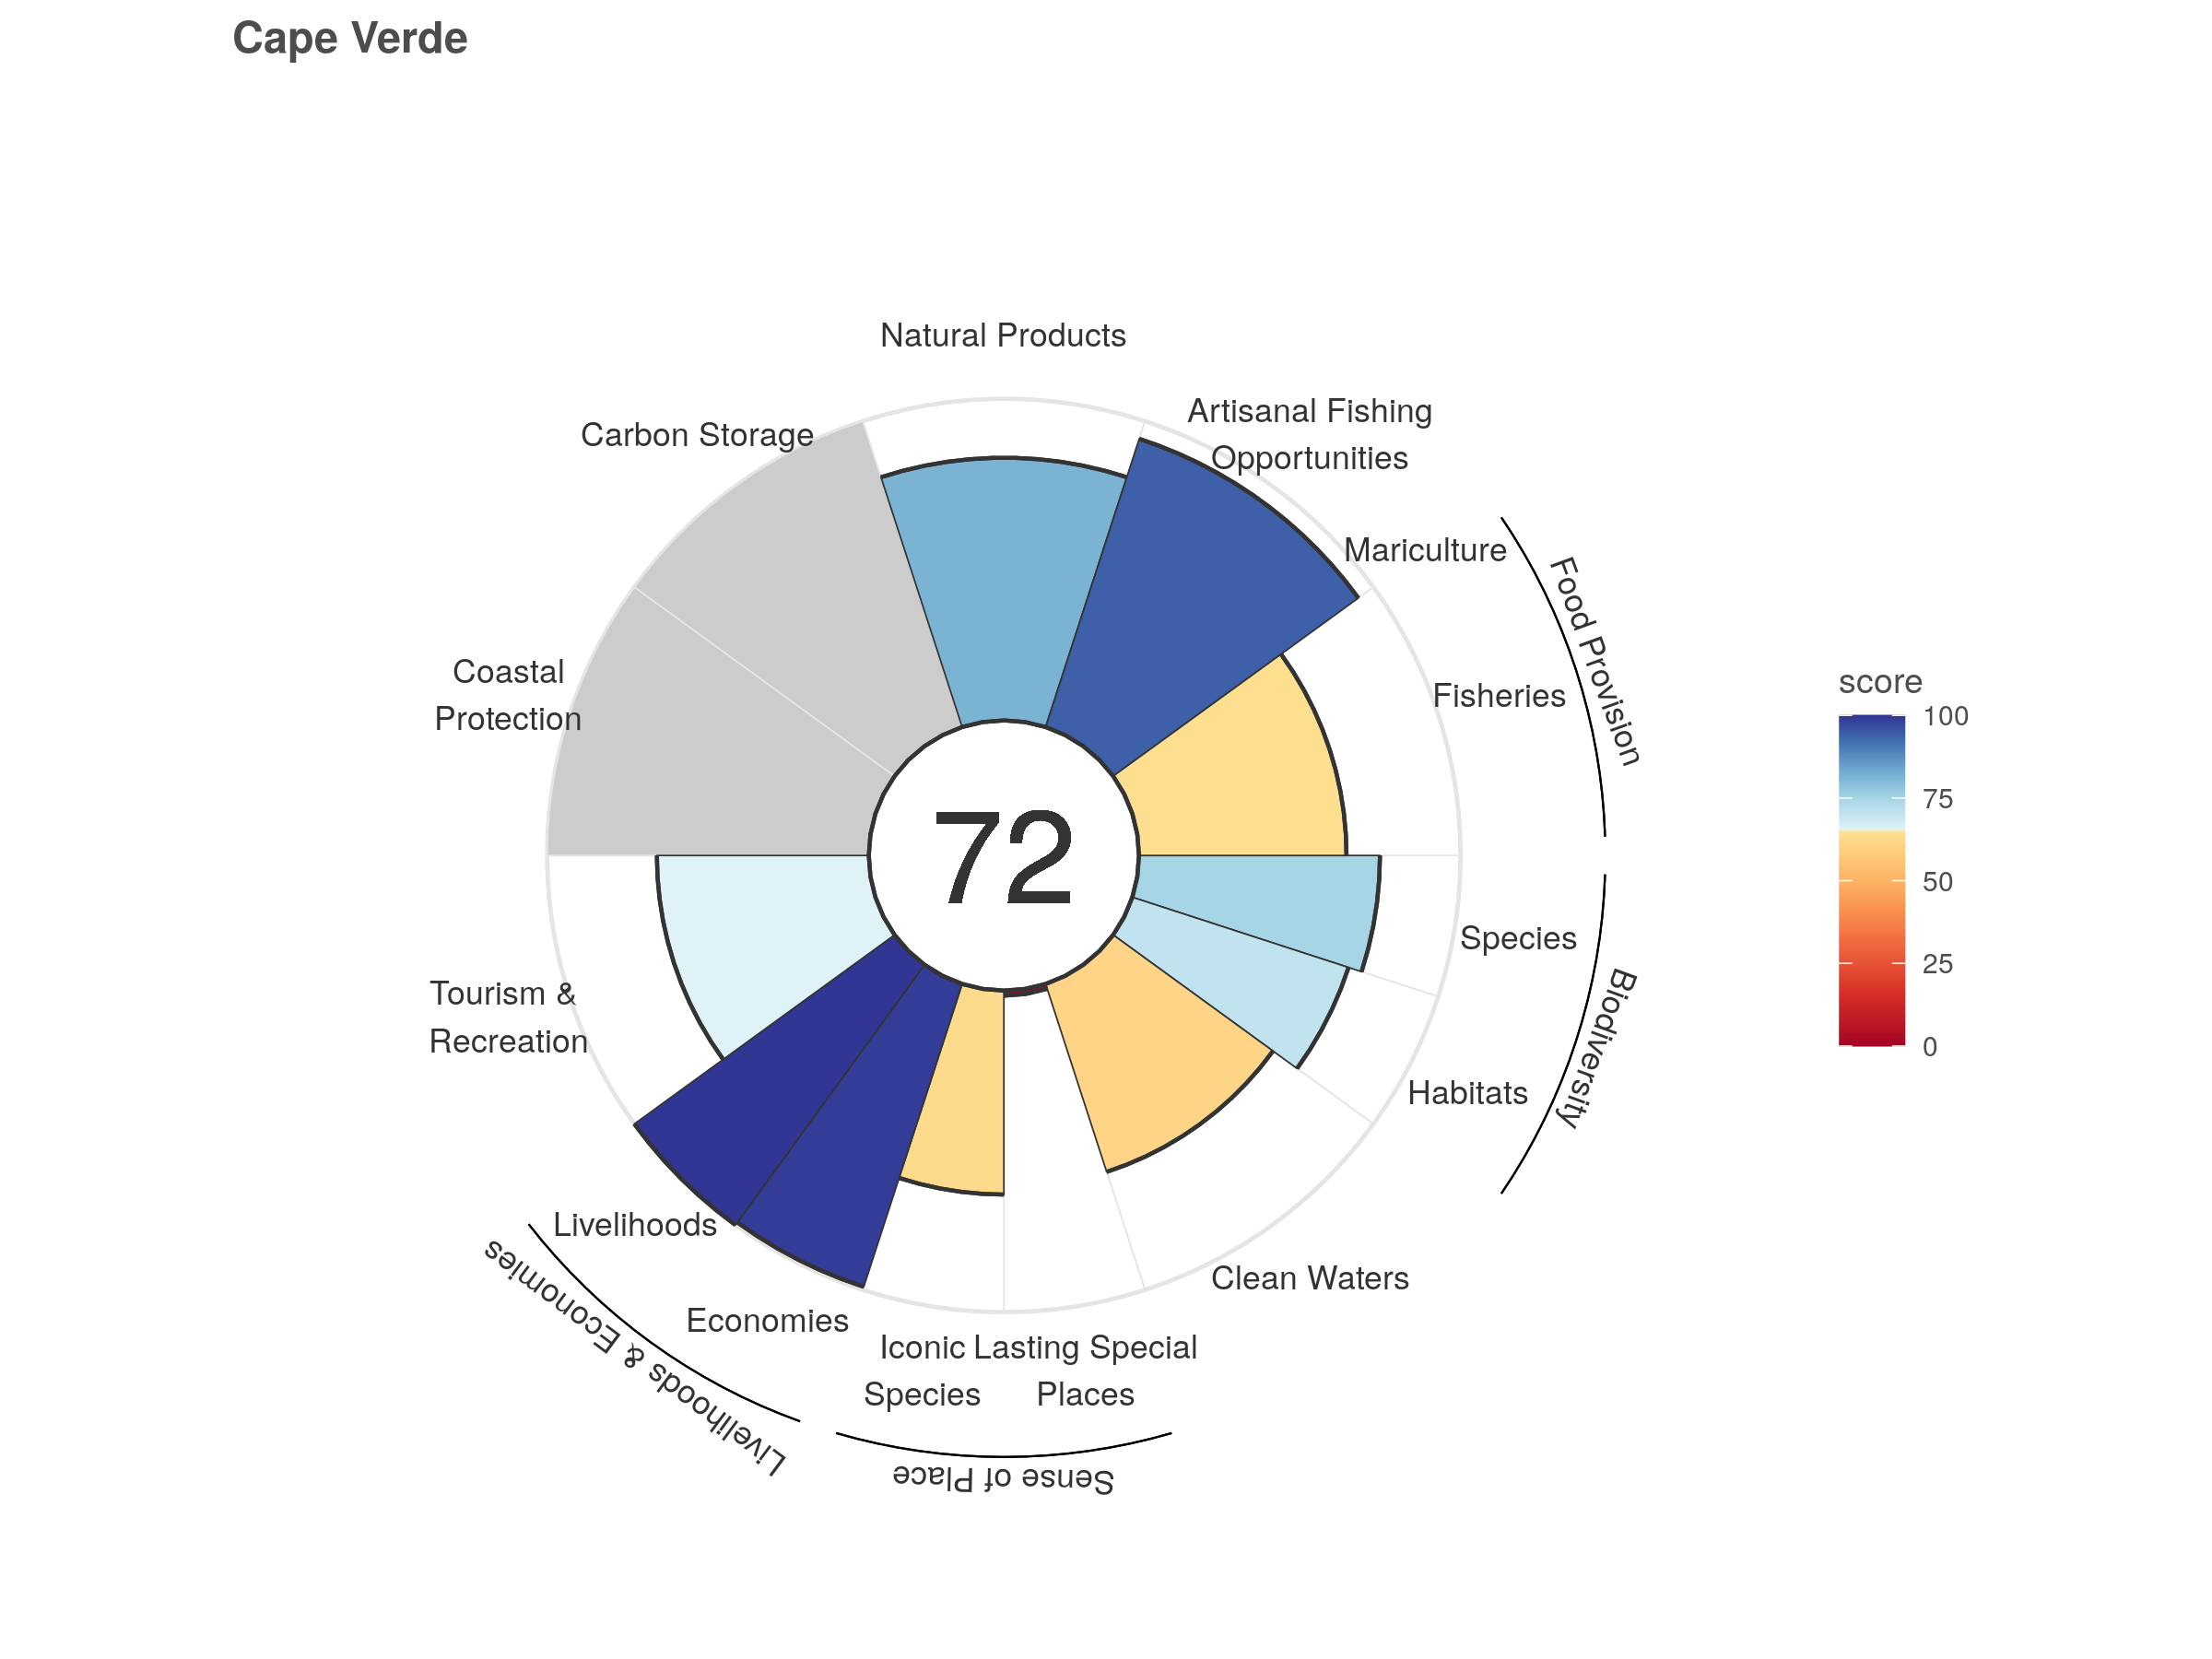 Cape Verde
Natural Products
Artisanal Fishing
Opportunities
Carbon Storage
Mariculture
Food Provision
Fisheries
Coastal
Protection
score
100
75
50
25
0
72
Species
Biodiversity
Habitats
Tourism &
Recreation
Livelihoods
Economies
Livelihoods & Economies
Clean Waters
Iconic
Species
Lasting Special
Places
Sense of Place